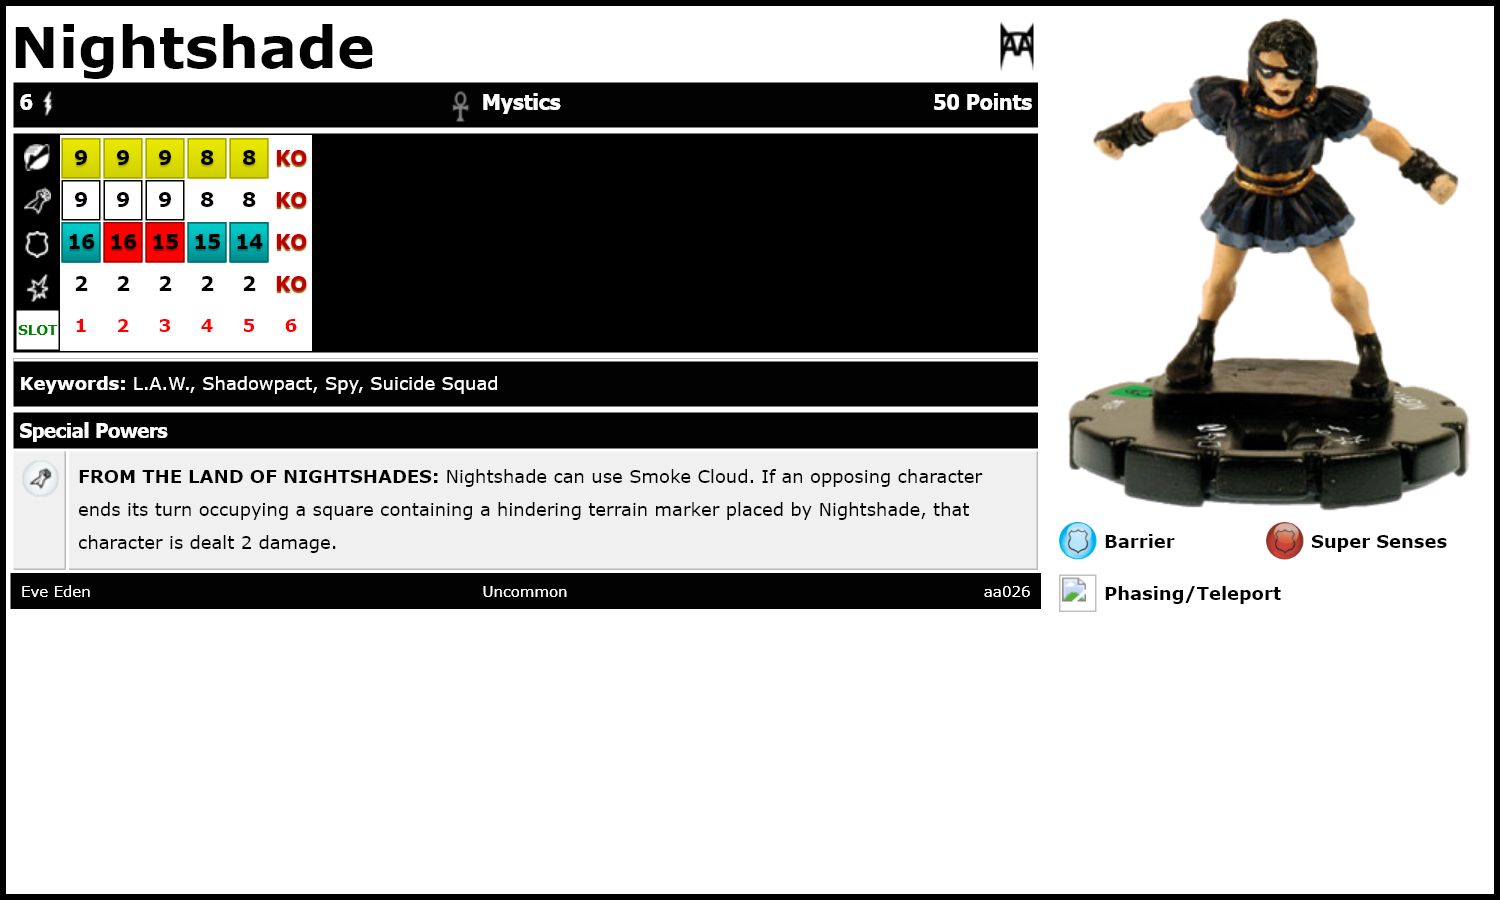 Nightshade
6 Mystics 50 Points
9 9 9 8 8 KO
9 9 9 8 8 KO
16 16 15 15 14 KO
2 2 2 2 2 KO
SLOT 1 2 3 4 5 6
Keywords: L.A.W., Shadowpact, Spy, Suicide Squad
Special Powers
FROM THE LAND OF NIGHTSHADES: Nightshade can use Smoke Cloud. If an opposing character
ends its turn occupying a square containing a hindering terrain marker placed by Nightshade, that
character is dealt 2 damage.
Eve Eden Uncommon aa026
Barrier Super Senses
Phasing/Teleport